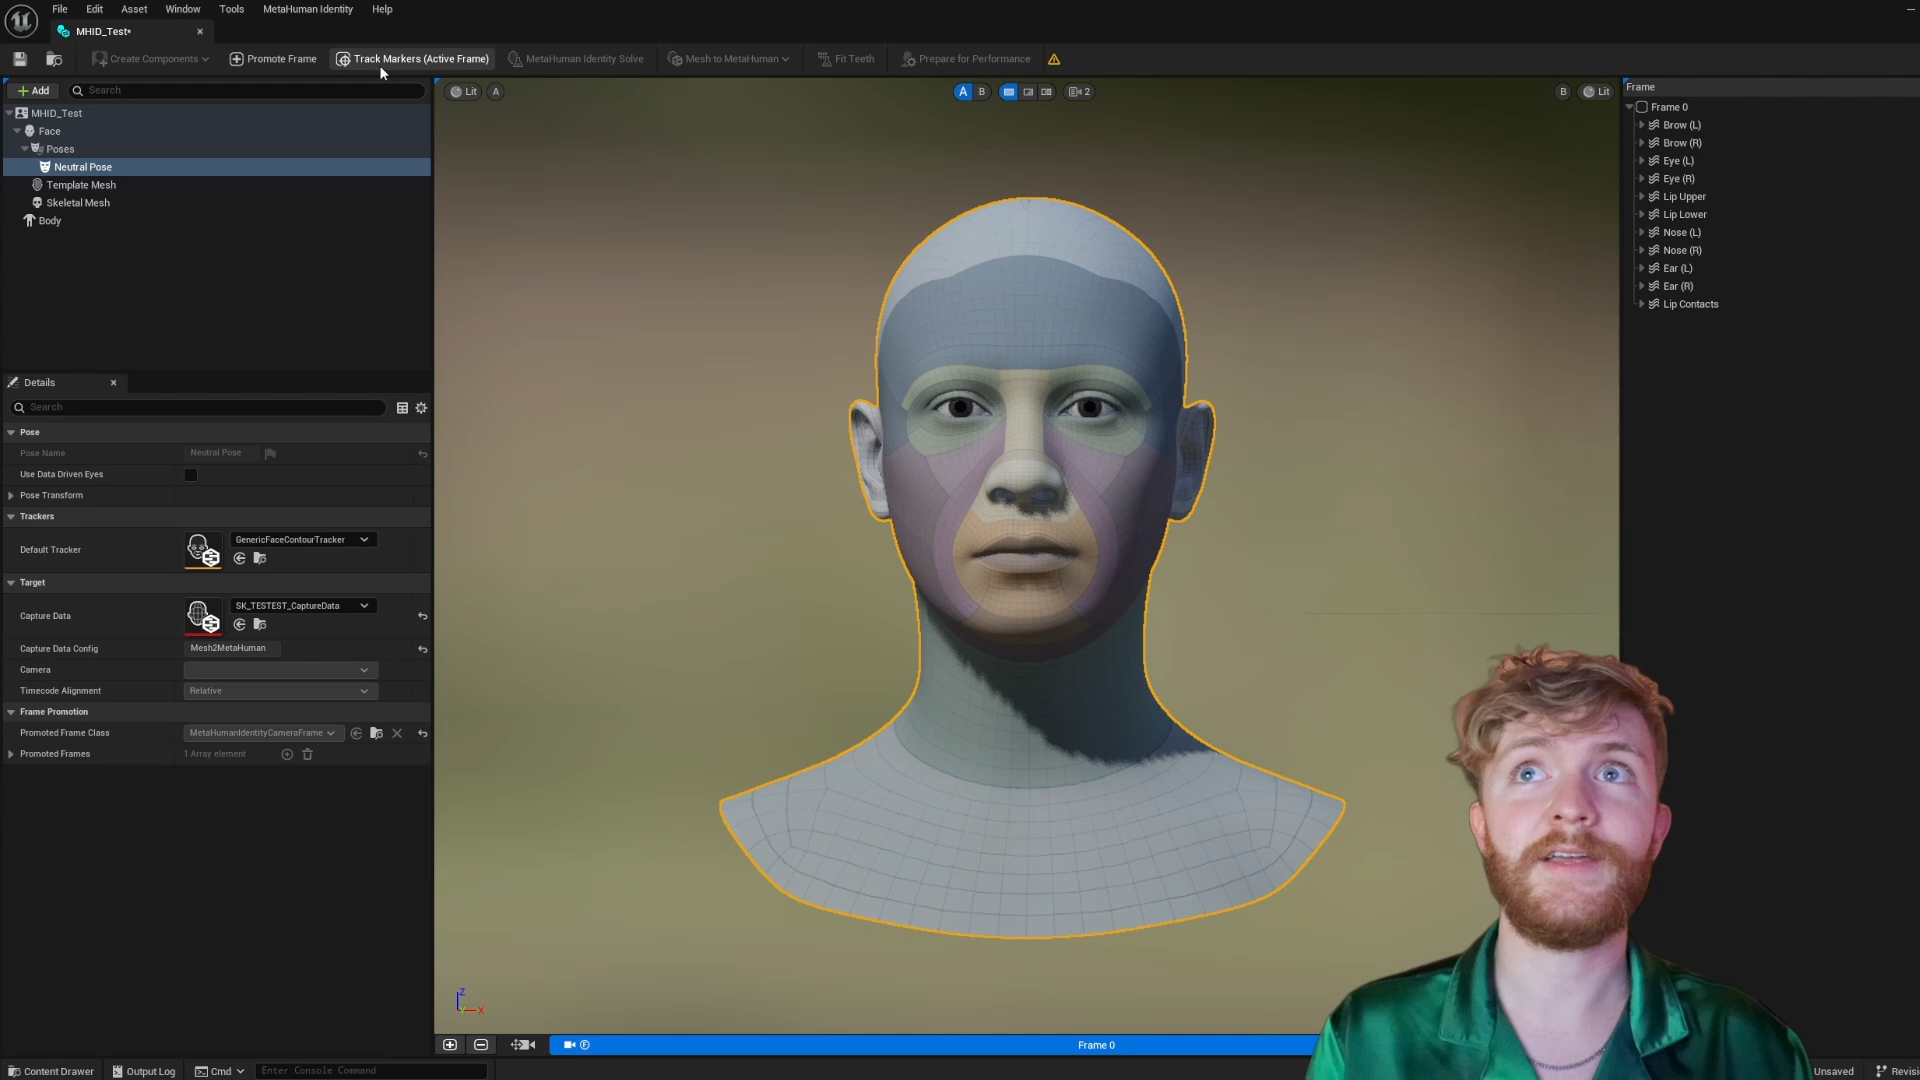 File Edit Asset Window Tools MetaHuman Identity Help
MHID_Test•
Create Components Promote Frame Track Markers (Active Frame) MetaHuman Identity Solve Mesh to MetaHuman Fit Teeth Prepare for Performance
Add Search
MHID_Test
Face
Poses
Neutral Pose
Template Mesh
Skeletal Mesh
Body
Details
Search
Pose
Pose Name Neutral Pose
Use Data Driven Eyes
Pose Transform
Trackers
Default Tracker GenericFaceContourTracker
Target
Capture Data SK_TESTEST_CaptureData
Capture Data Config Mesh2MetaHuman
Camera
Timecode Alignment Relative
Frame Promotion
Promoted Frame Class MetaHumanIdentityCameraFrame
Promoted Frames 1 Array element
Lit A
A B 2
B Lit
Z
X
Frame 0
Frame
Frame 0
Brow (L)
Brow (R)
Eye (L)
Eye (R)
Lip Upper
Lip Lower
Nose (L)
Nose (R)
Ear (L)
Ear (R)
Lip Contacts
Content Drawer Output Log Cmd Enter Console Command
Unsaved Revisi